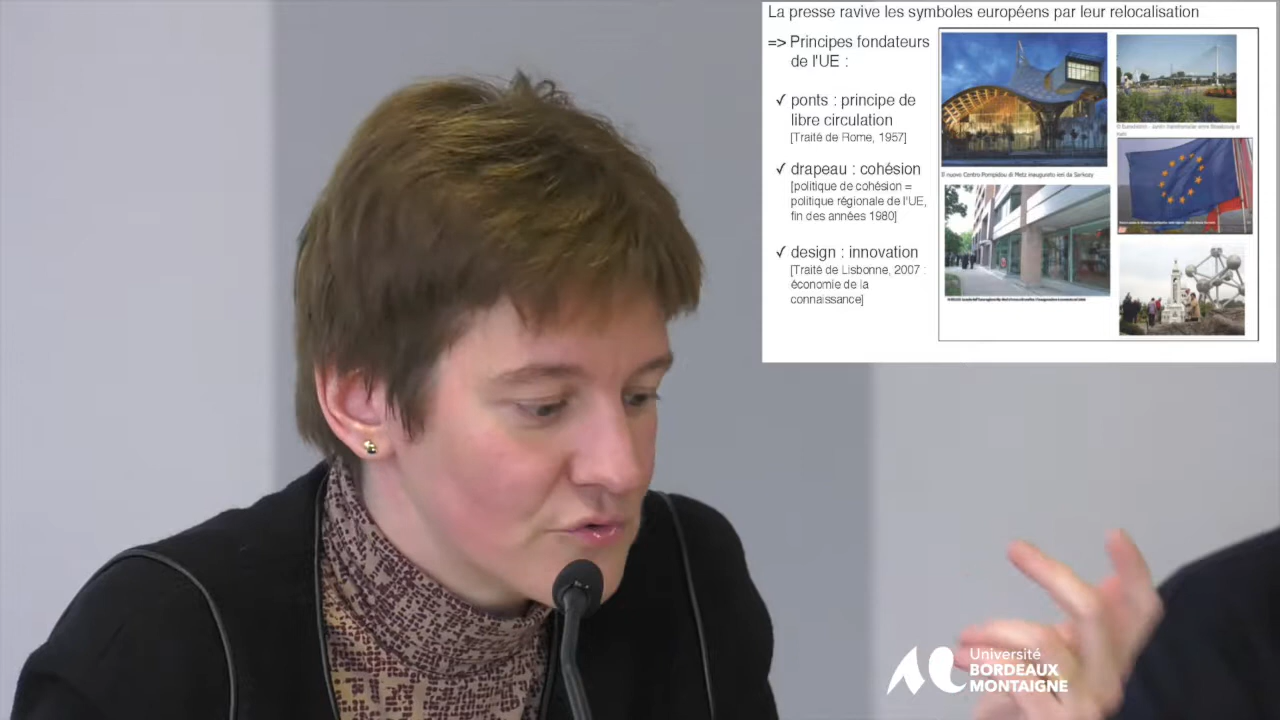 La presse ravive les symboles européens par leur relocalisation
=> Principes fondateurs
de l'UE :
✓ ponts : principe de
libre circulation
[Traité de Rome, 1957]
✓ drapeau : cohésion
[politique de cohésion =
politique régionale de l'UE,
fin des années 1980]
✓ design : innovation
[Traité de Lisbonne, 2007 :
économie de la
connaissance]
Il nuovo Centro Pompidou di Metz inaugurato ieri da Sarkozy
Université
BORDEAUX
MONTAIGNE